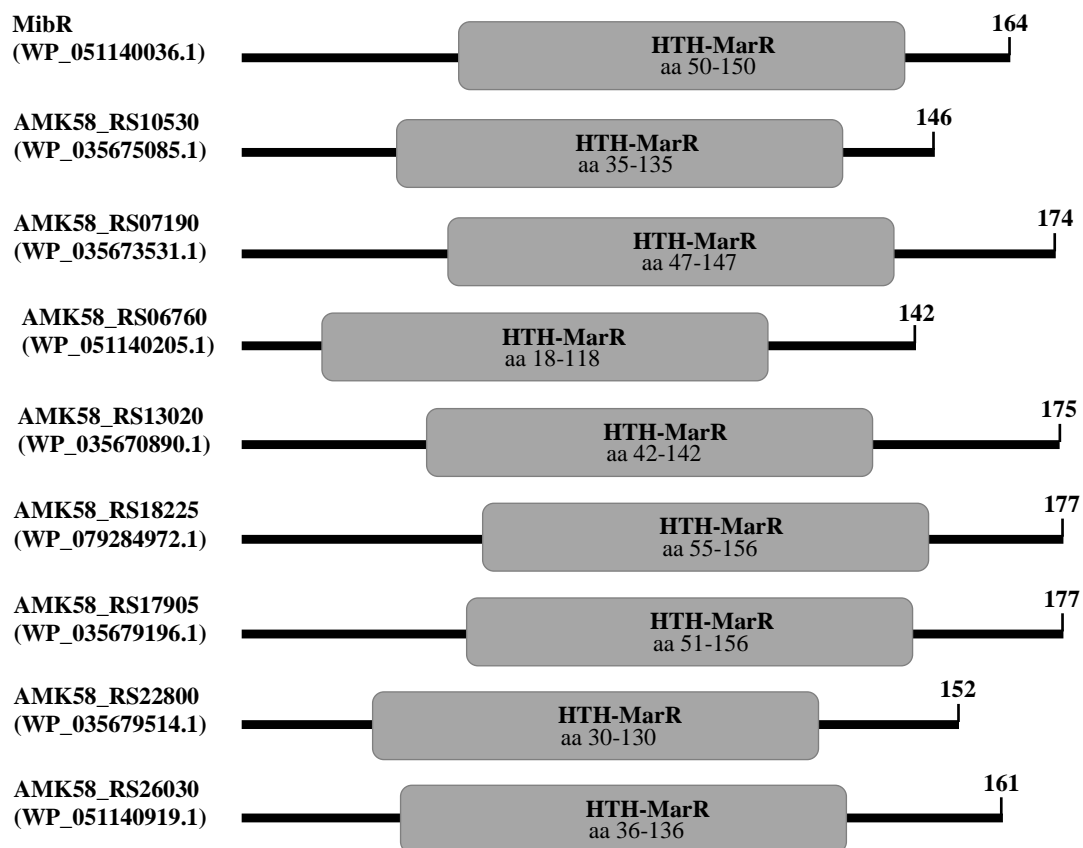 MibR
(WP_051140036.1)
HTH-MarR
aa 50-150
164
AMK58_RS10530
(WP_035675085.1)
HTH-MarR
aa 35-135
146
AMK58_RS07190
(WP_035673531.1)
HTH-MarR
aa 47-147
174
AMK58_RS06760
(WP_051140205.1)
HTH-MarR
aa 18-118
142
AMK58_RS13020
(WP_035670890.1)
HTH-MarR
aa 42-142
175
AMK58_RS18225
(WP_079284972.1)
HTH-MarR
aa 55-156
177
AMK58_RS17905
(WP_035679196.1)
HTH-MarR
aa 51-156
177
AMK58_RS22800
(WP_035679514.1)
HTH-MarR
aa 30-130
152
AMK58_RS26030
(WP_051140919.1)
HTH-MarR
aa 36-136
161